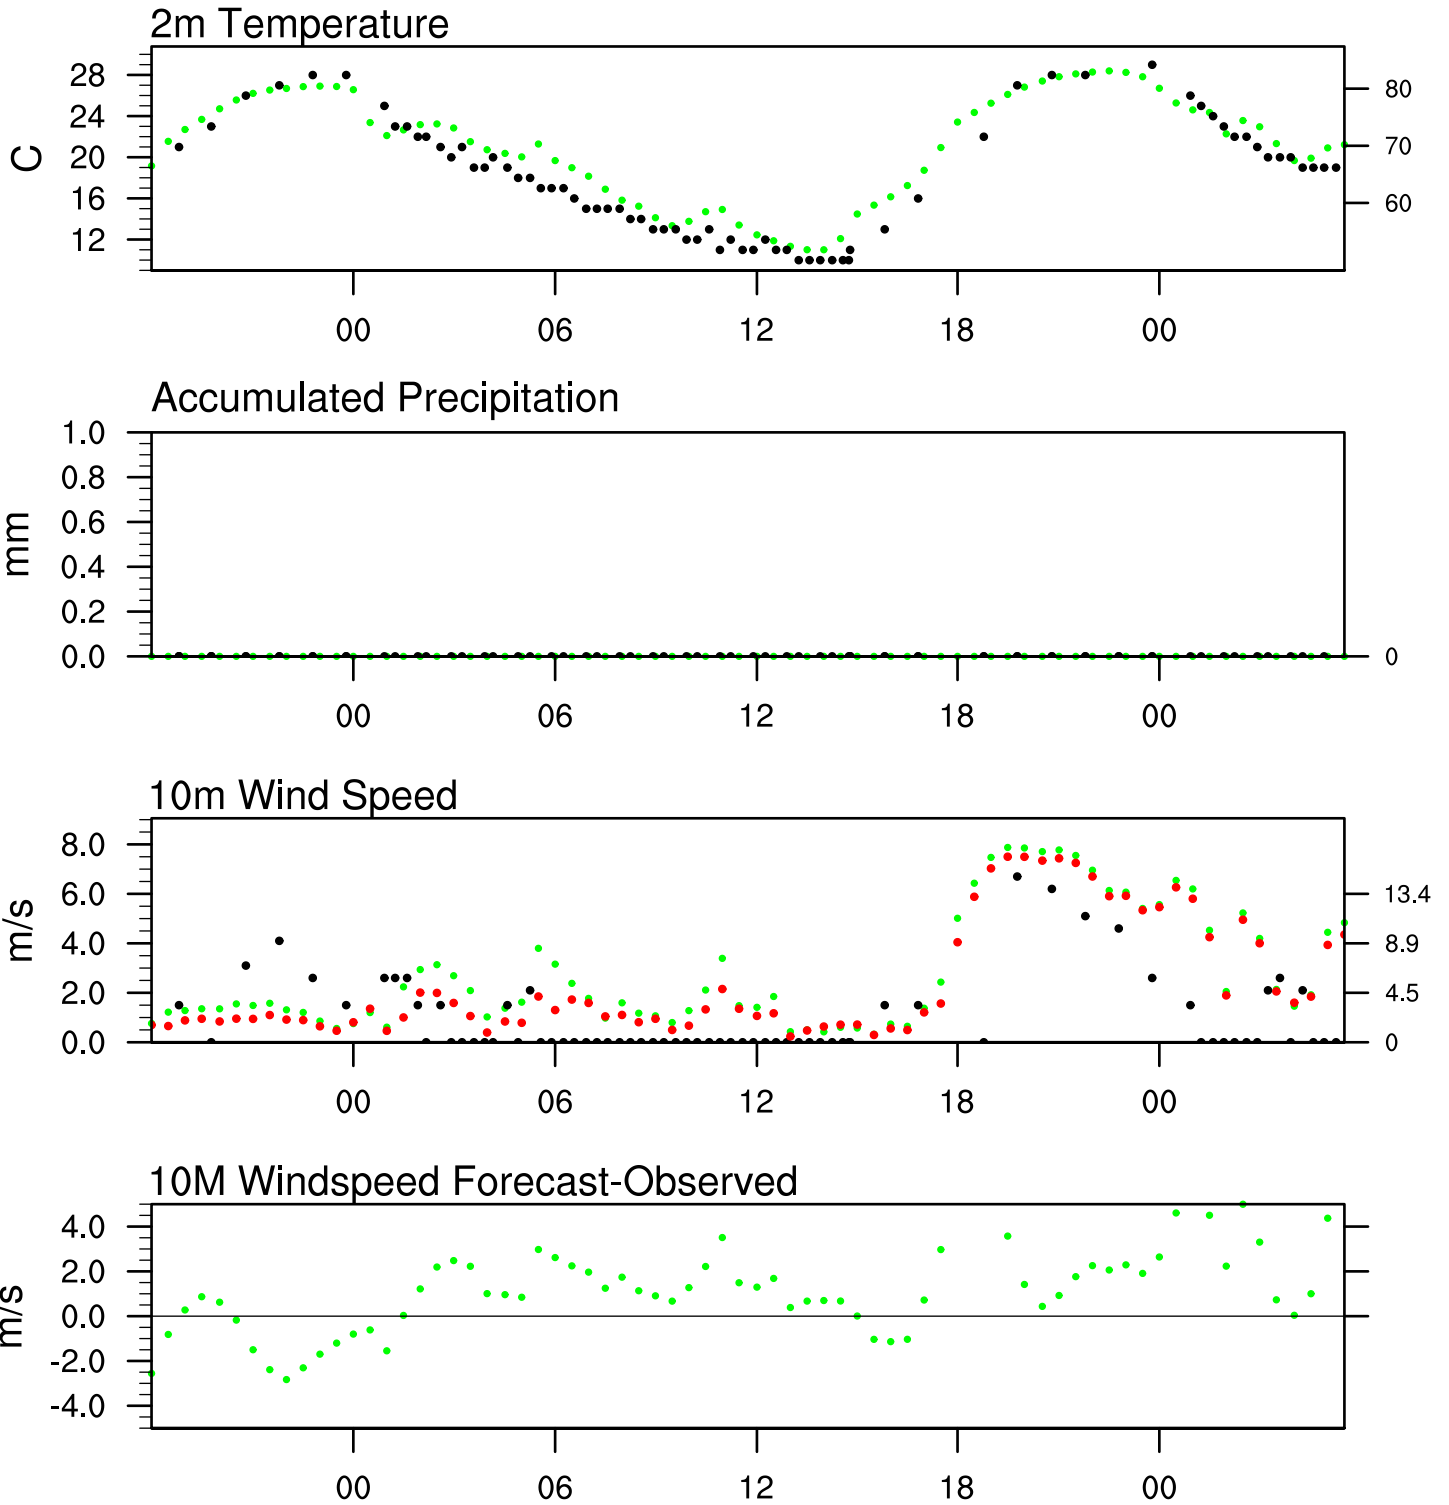 2m Temperature
C
28
24
20
16
12
80
70
60
00 06 12 18 00
Accumulated Precipitation
mm
1.0
0.8
0.6
0.4
0.2
0.0
0
00 06 12 18 00
10m Wind Speed
m/s
8.0
6.0
4.0
2.0
0.0
13.4
8.9
4.5
0
00 06 12 18 00
10M Windspeed Forecast-Observed
m/s
4.0
2.0
0.0
-2.0
-4.0
00 06 12 18 00